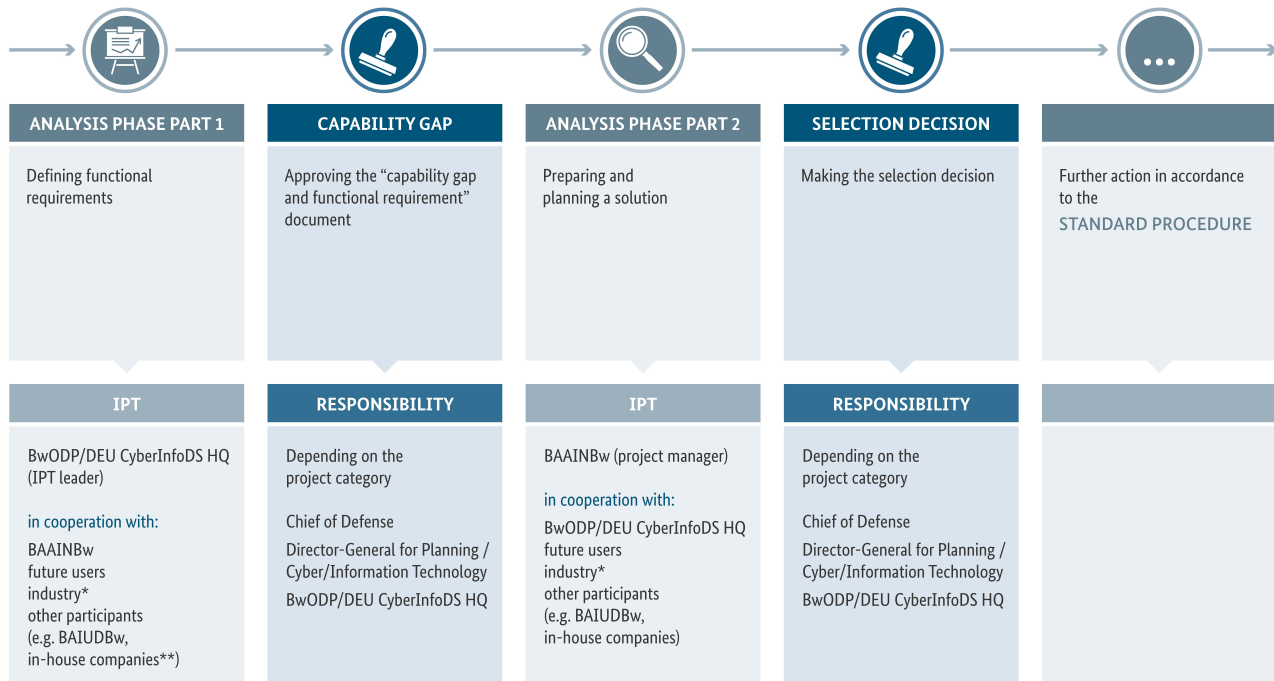 ANALYSIS PHASE PART 1
Defining functional
requirements
IPT
BwODP/DEU CyberInfoDS HQ
(IPT leader)
in cooperation with:
BAAINBw
future users
industry*
other participants
(e.g. BAIUDBw,
in-house companies**)
CAPABILITY GAP
Approving the “capability gap
and functional requirement”
document
RESPONSIBILITY
Depending on the
project category
Chief of Defense
Director-General for Planning /
Cyber/Information Technology
BwODP/DEU CyberInfoDS HQ
ANALYSIS PHASE PART 2
Preparing and
planning a solution
IPT
BAAINBw (project manager)
in cooperation with:
BwODP/DEU CyberInfoDS HQ
future users
industry*
other participants
(e.g. BAIUDBw,
in-house companies)
SELECTION DECISION
Making the selection decision
RESPONSIBILITY
Depending on the
project category
Chief of Defense
Director-General for Planning /
Cyber/Information Technology
BwODP/DEU CyberInfoDS HQ
Further action in accordance
to the
STANDARD PROCEDURE